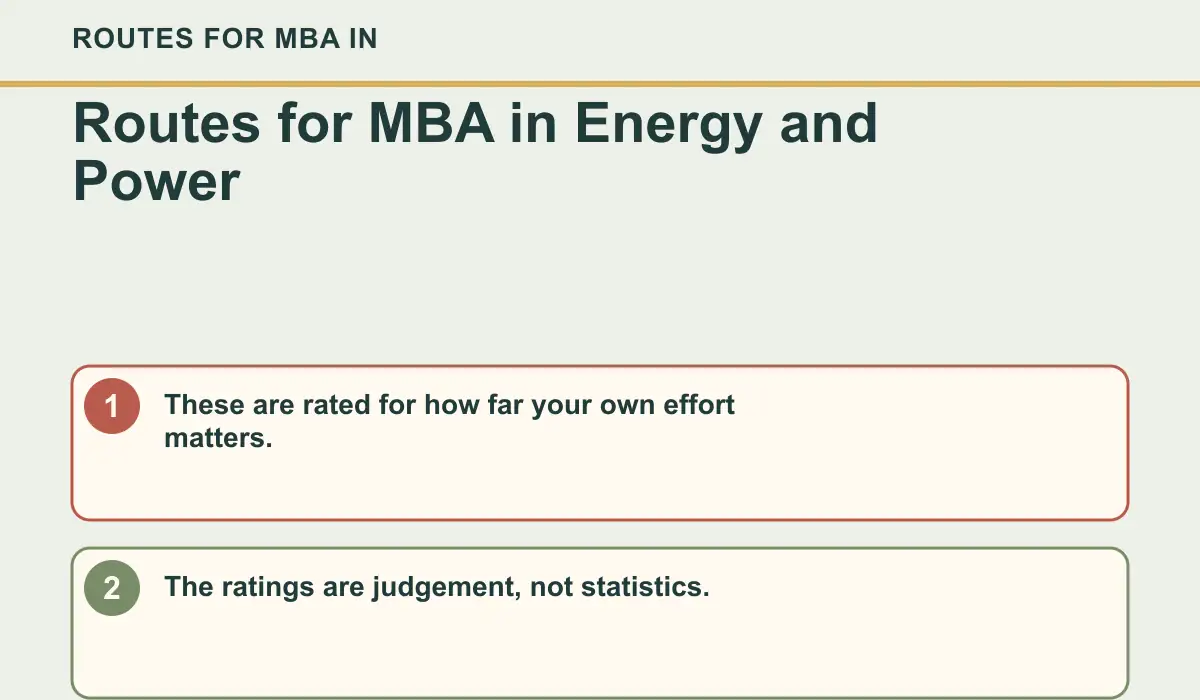 ROUTES FOR MBA IN
Routes for MBA in Energy and
Power
1
These are rated for how far your own effort
matters.
2
The ratings are judgement, not statistics.